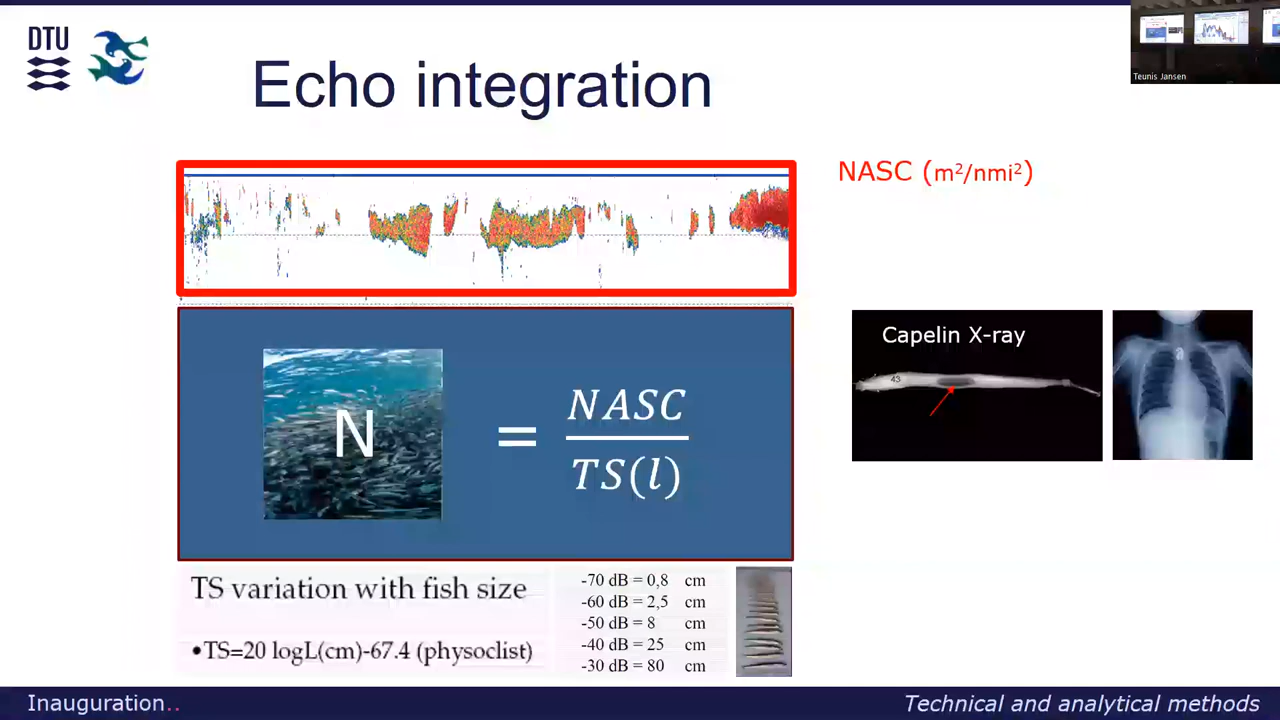 DTU
Teunis Jansen
Echo integration
NASC (m²/nmi²)
Capelin X-ray
43
N = NASC / TS(l)
TS variation with fish size
•TS=20 logL(cm)-67.4 (physoclist)
-70 dB = 0,8 cm
-60 dB = 2,5 cm
-50 dB = 8 cm
-40 dB = 25 cm
-30 dB = 80 cm
Inauguration..
Technical and analytical methods